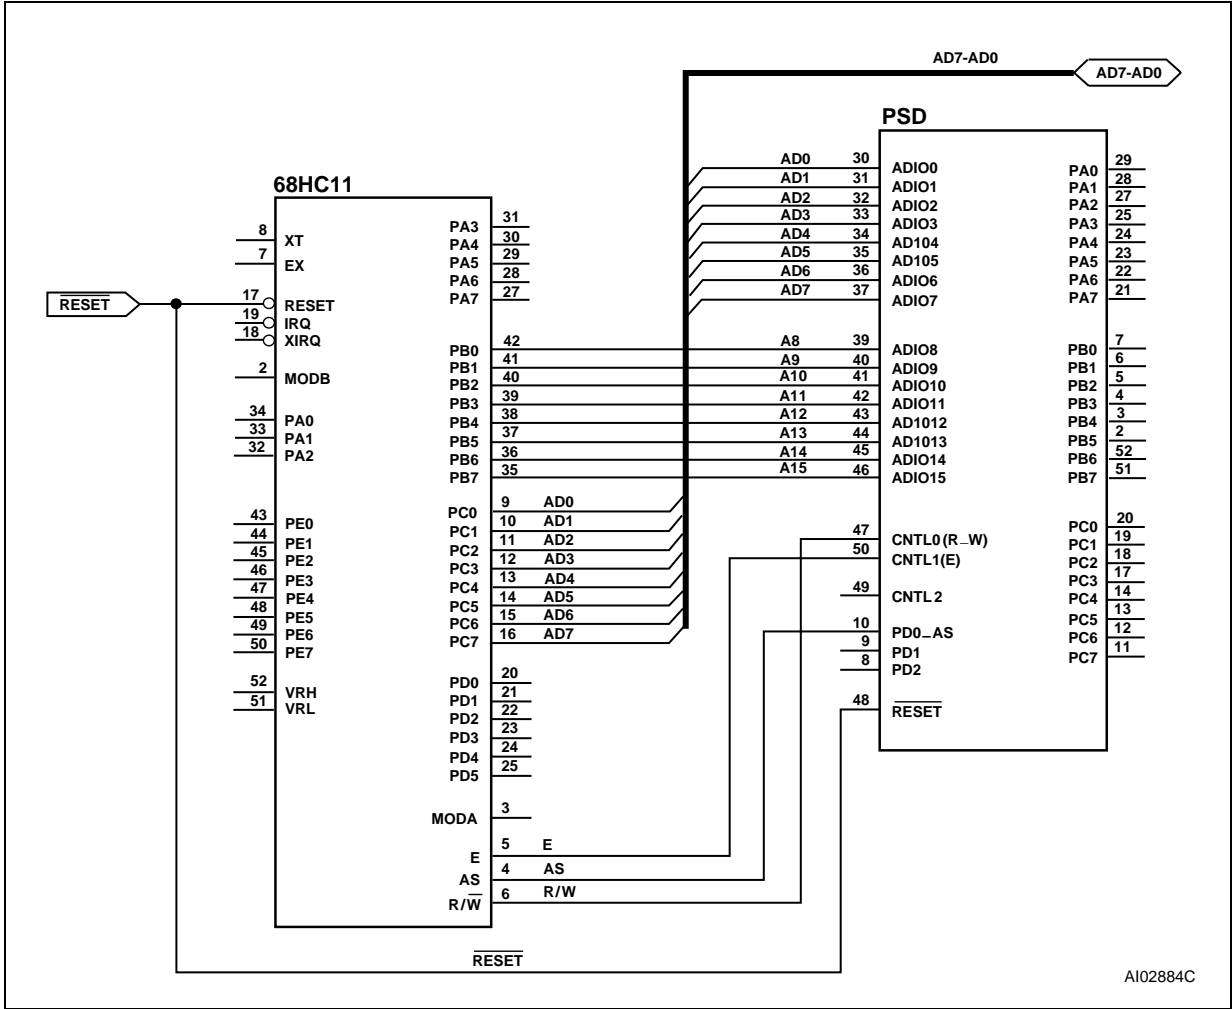 AD7-AD0
AD7-AD0
PSD
68HC11
8 XT
7 EX
RESET
17 RESET
19 IRQ
18 XIRQ
2 MODB
34 PA0
33 PA1
32 PA2
43 PE0
44 PE1
45 PE2
46 PE3
47 PE4
48 PE5
49 PE6
50 PE7
52 VRH
51 VRL
PA3 31
PA4 30
PA5 29
PA6 28
PA7 27
PB0 42
PB1 41
PB2 40
PB3 39
PB4 38
PB5 37
PB6 36
PB7 35
PC0 9 AD0
PC1 10 AD1
PC2 11 AD2
PC3 12 AD3
PC4 13 AD4
PC5 14 AD5
PC6 15 AD6
PC7 16 AD7
PD0 20
PD1 21
PD2 22
PD3 23
PD4 24
PD5 25
MODA 3
E 5 E
AS 4 AS
R/W 6 R/W
AD0 30 ADIO0
AD1 31 ADIO1
AD2 32 ADIO2
AD3 33 ADIO3
AD4 34 AD104
AD5 35 AD105
AD6 36 ADIO6
AD7 37 ADIO7
A8 39 ADIO8
A9 40 ADIO9
A10 41 ADIO10
A11 42 ADIO11
A12 43 AD1012
A13 44 AD1013
A14 45 ADIO14
A15 46 ADIO15
47 CNTL0(R_W)
50 CNTL1(E)
49 CNTL2
10 PD0_AS
9 PD1
8 PD2
48 RESET
PA0 29
PA1 28
PA2 27
PA3 25
PA4 24
PA5 23
PA6 22
PA7 21
PB0 7
PB1 6
PB2 5
PB3 4
PB4 3
PB5 2
PB6 52
PB7 51
PC0 20
PC1 19
PC2 18
PC3 17
PC4 14
PC5 13
PC6 12
PC7 11
RESET
AI02884C